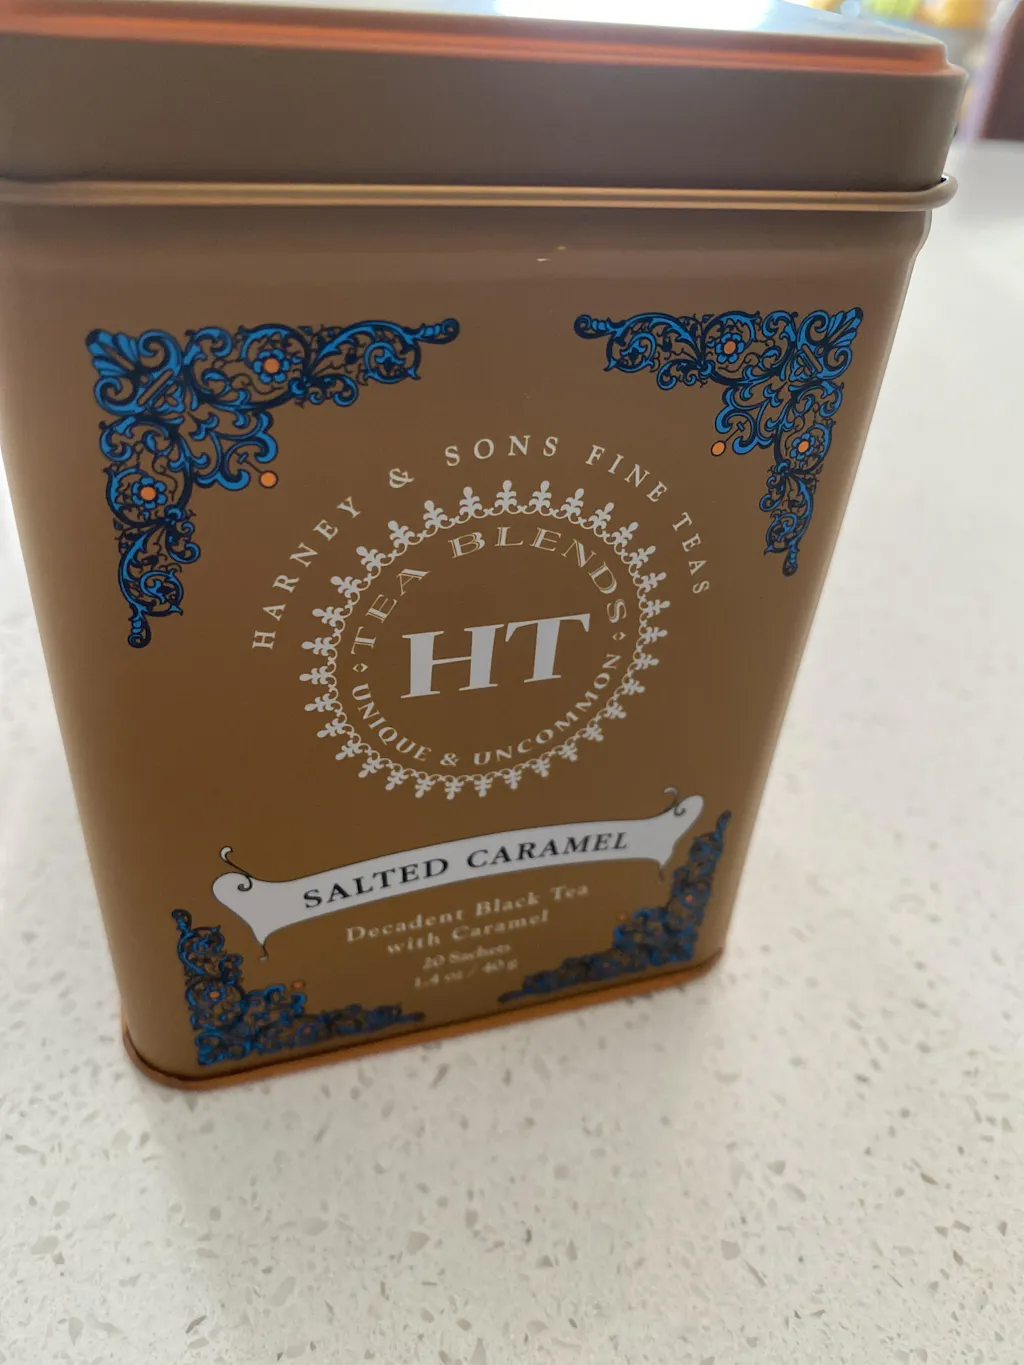 HARNEY & SONS FINE TEAS
TEA BLENDS
HT
UNIQUE & UNCOMMON
SALTED CARAMEL
Decadent Black Tea
with Caramel
20 Sachets
1.4 oz / 40 g